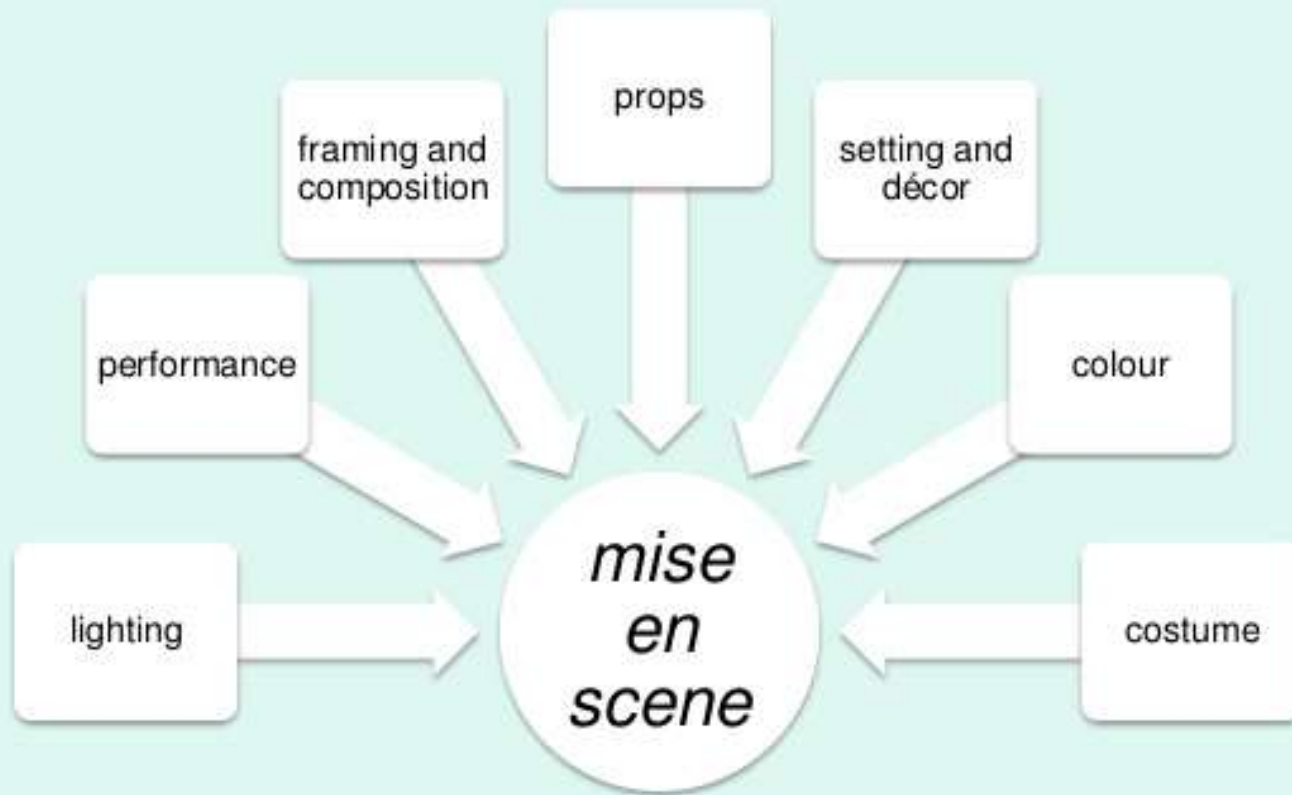 props
framing and
composition
setting and
décor
performance
colour
lighting
mise
en
scene
costume